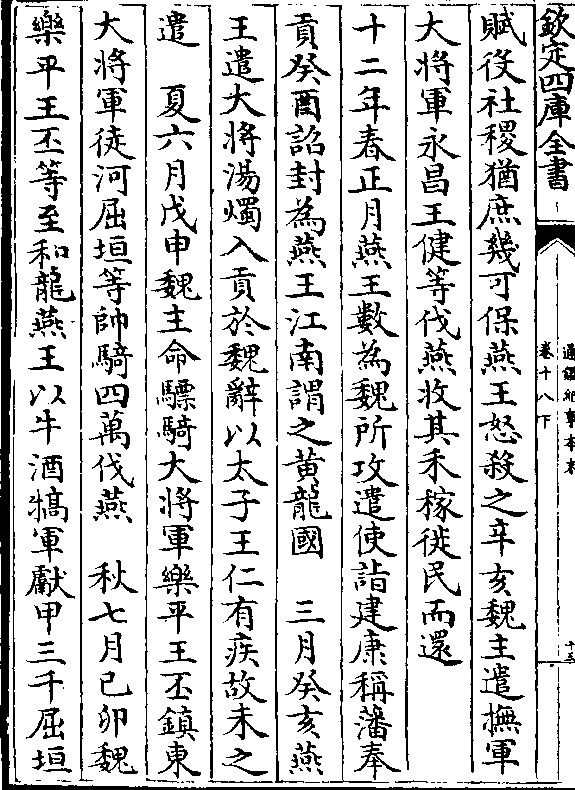 欽定四庫全書
通鑑紀事本末
卷十八下
十五
賦役社稷猶庶幾可保燕王怒殺之辛亥魏主遣撫軍
大將軍永昌王健等伐燕收其禾稼徙民而還
十二年春正月燕王數為魏所攻遣使詣建康稱藩奉
貢癸酉詔封為燕王江南謂之黄龍國　三月癸亥燕
王遣大將湯燭入貢於魏辭以太子王仁有疾故未之
遣　夏六月戊申魏主命驃騎大將軍樂平王丕鎮東
大將軍徒河屈垣等帥騎四萬伐燕　秋七月己卯魏
樂平王丕等至和龍燕王以牛酒犒軍獻甲三千屈垣